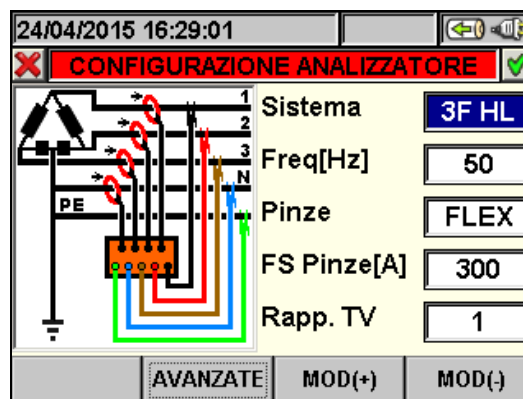 24/04/2015 16:29:01
CONFIGURAZIONE ANALIZZATORE
1
2
3
N
PE
Sistema 3F HL
Freq[Hz] 50
Pinze FLEX
FS Pinze[A] 300
Rapp. TV 1
AVANZATE MOD(+) MOD(-)